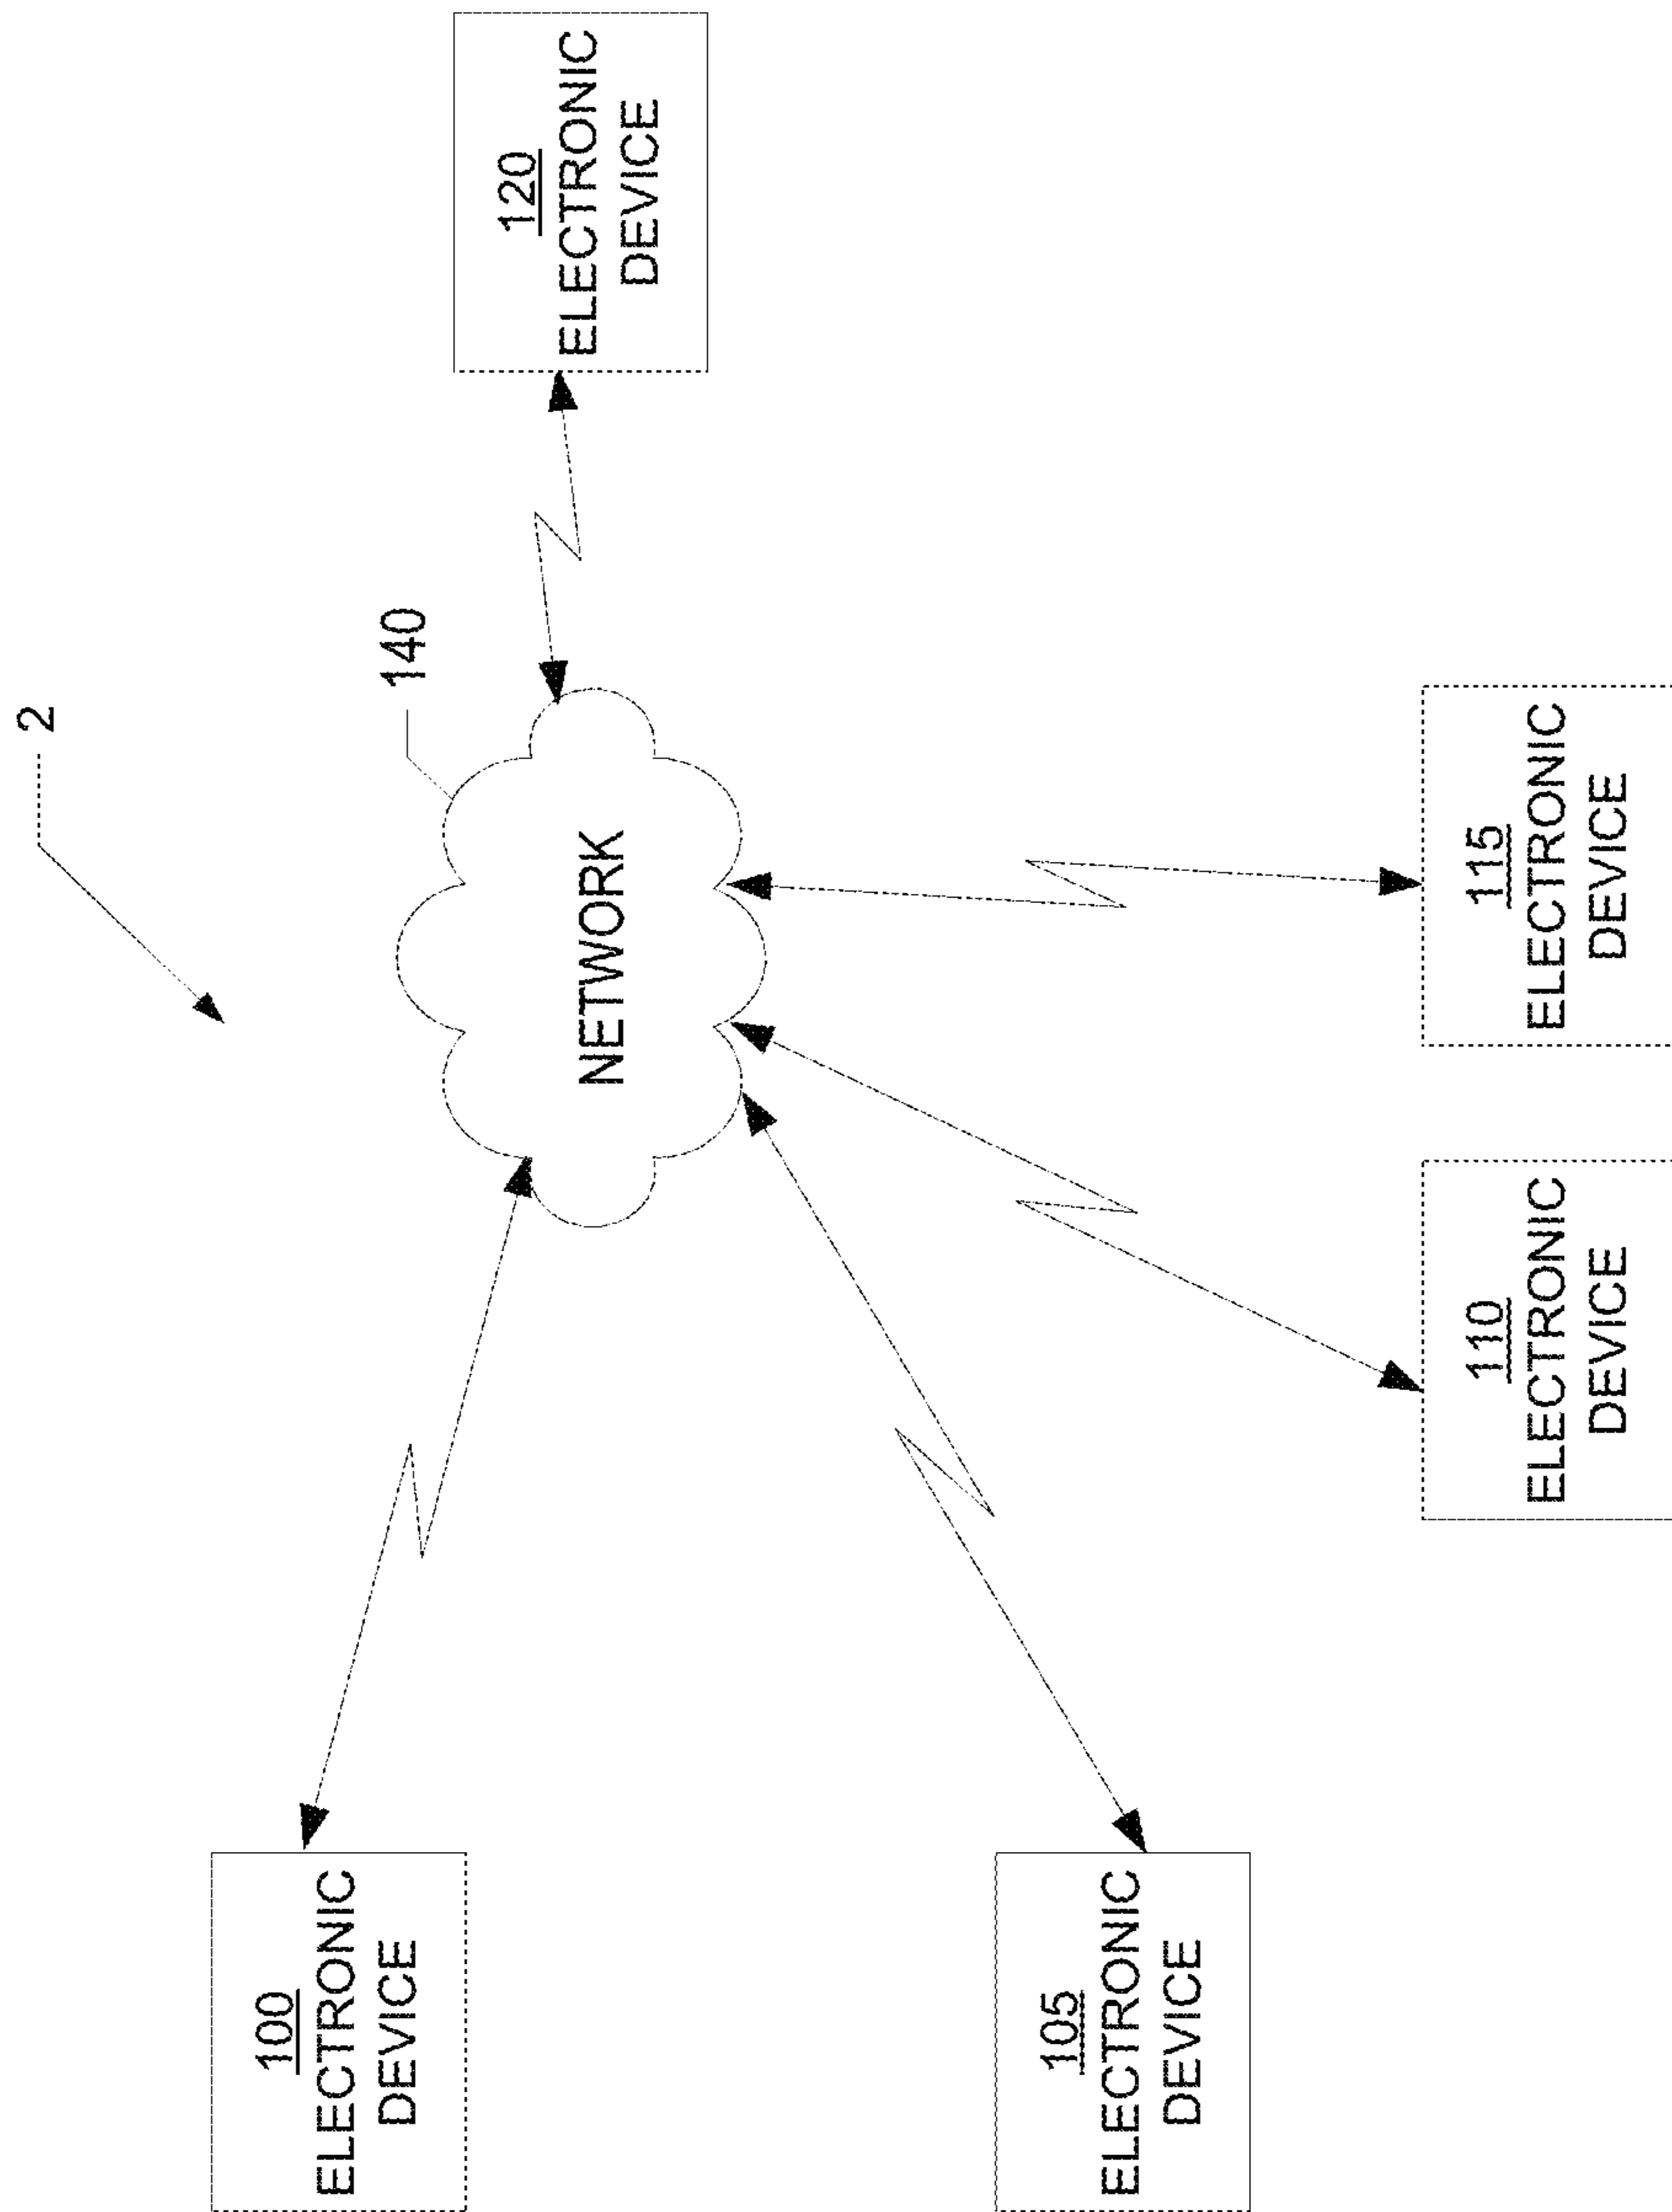 2
140
NETWORK
100
ELECTRONIC
DEVICE
105
ELECTRONIC
DEVICE
110
ELECTRONIC
DEVICE
115
ELECTRONIC
DEVICE
120
ELECTRONIC
DEVICE